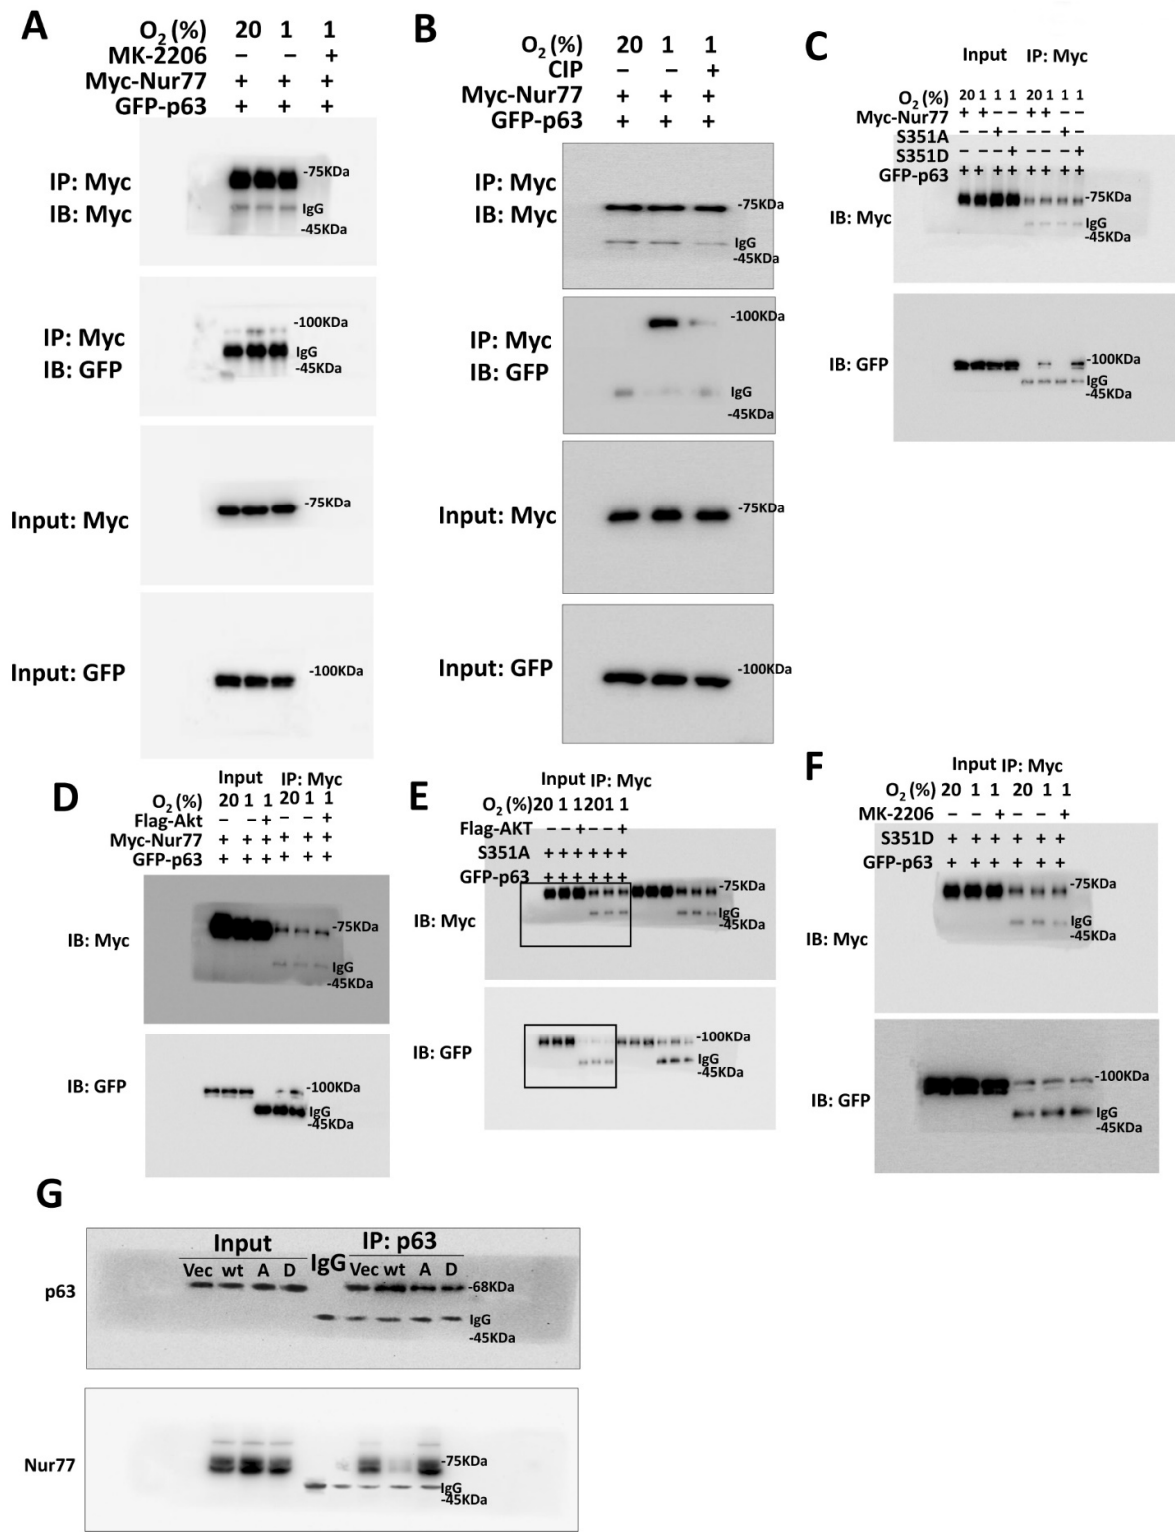 A
O2 (%) 20 1 1
MK-2206 – – +
Myc-Nur77 + + +
GFP-p63 + + +
IP: Myc
IB: Myc
-75KDa
IgG
-45KDa
IP: Myc
IB: GFP
-100KDa
IgG
-45KDa
Input: Myc
-75KDa
Input: GFP
-100KDa
B
O2 (%) 20 1 1
CIP – – +
Myc-Nur77 + + +
GFP-p63 + + +
IP: Myc
IB: Myc
-75KDa
IgG
-45KDa
IP: Myc
IB: GFP
-100KDa
IgG
-45KDa
Input: Myc
-75KDa
Input: GFP
-100KDa
C
Input IP: Myc
O2 (%) 20 1 1 1 20 1 1 1
Myc-Nur77 + + – – + + – –
S351A – – + – – – + –
S351D – – – + – – – +
GFP-p63 + + + + + + + +
IB: Myc
-75KDa
IgG
-45KDa
IB: GFP
-100KDa
IgG
-45KDa
D
Input IP: Myc
O2 (%) 20 1 1 20 1 1
Flag-Akt – – + – – +
Myc-Nur77 + + + + + +
GFP-p63 + + + + + +
IB: Myc
-75KDa
IgG
-45KDa
IB: GFP
-100KDa
IgG
-45KDa
E
Input IP: Myc
O2 (%) 20 1 1 20 1 1
Flag-AKT – – + – – +
S351A + + + + + +
GFP-p63 + + + + + +
IB: Myc
-75KDa
IgG
-45KDa
IB: GFP
-100KDa
IgG
-45KDa
F
Input IP: Myc
O2 (%) 20 1 1 20 1 1
MK-2206 – – + – – +
S351D + + + + + +
GFP-p63 + + + + + +
IB: Myc
-75KDa
IgG
-45KDa
IB: GFP
-100KDa
IgG
-45KDa
G
Input IgG IP: p63
Vec wt A D Vec wt A D
p63
-68KDa
IgG
-45KDa
Nur77
-75KDa
IgG
-45KDa